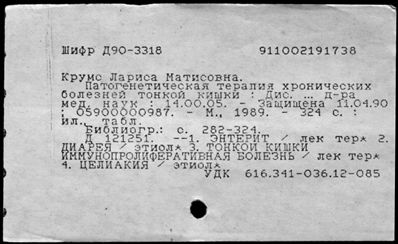 Шифр Д90-3318 911002191738
Крумс Лариса Матисовна.
Патогенетическая терапия хронических
болезней тонкой кишки : Дис. ... д-ра
мед. наук : 14.00.05. - Защищена 11.04.90
; 05900000987. - М., 1989. - 324 с. :
ил., табл.
Библиогр.: с. 282-324.
Д 121251. --1. ЭНТЕРИТ / лек тер* 2.
ДИАРЕЯ / этиол* 3. ТОНКОЙ КИШКИ
ИММУНОПРОЛИФЕРАТИВНАЯ БОЛЕЗНЬ / лек тер*
4. ЦЕЛИАКИЯ / этиол*
УДК 616.341-036.12-085